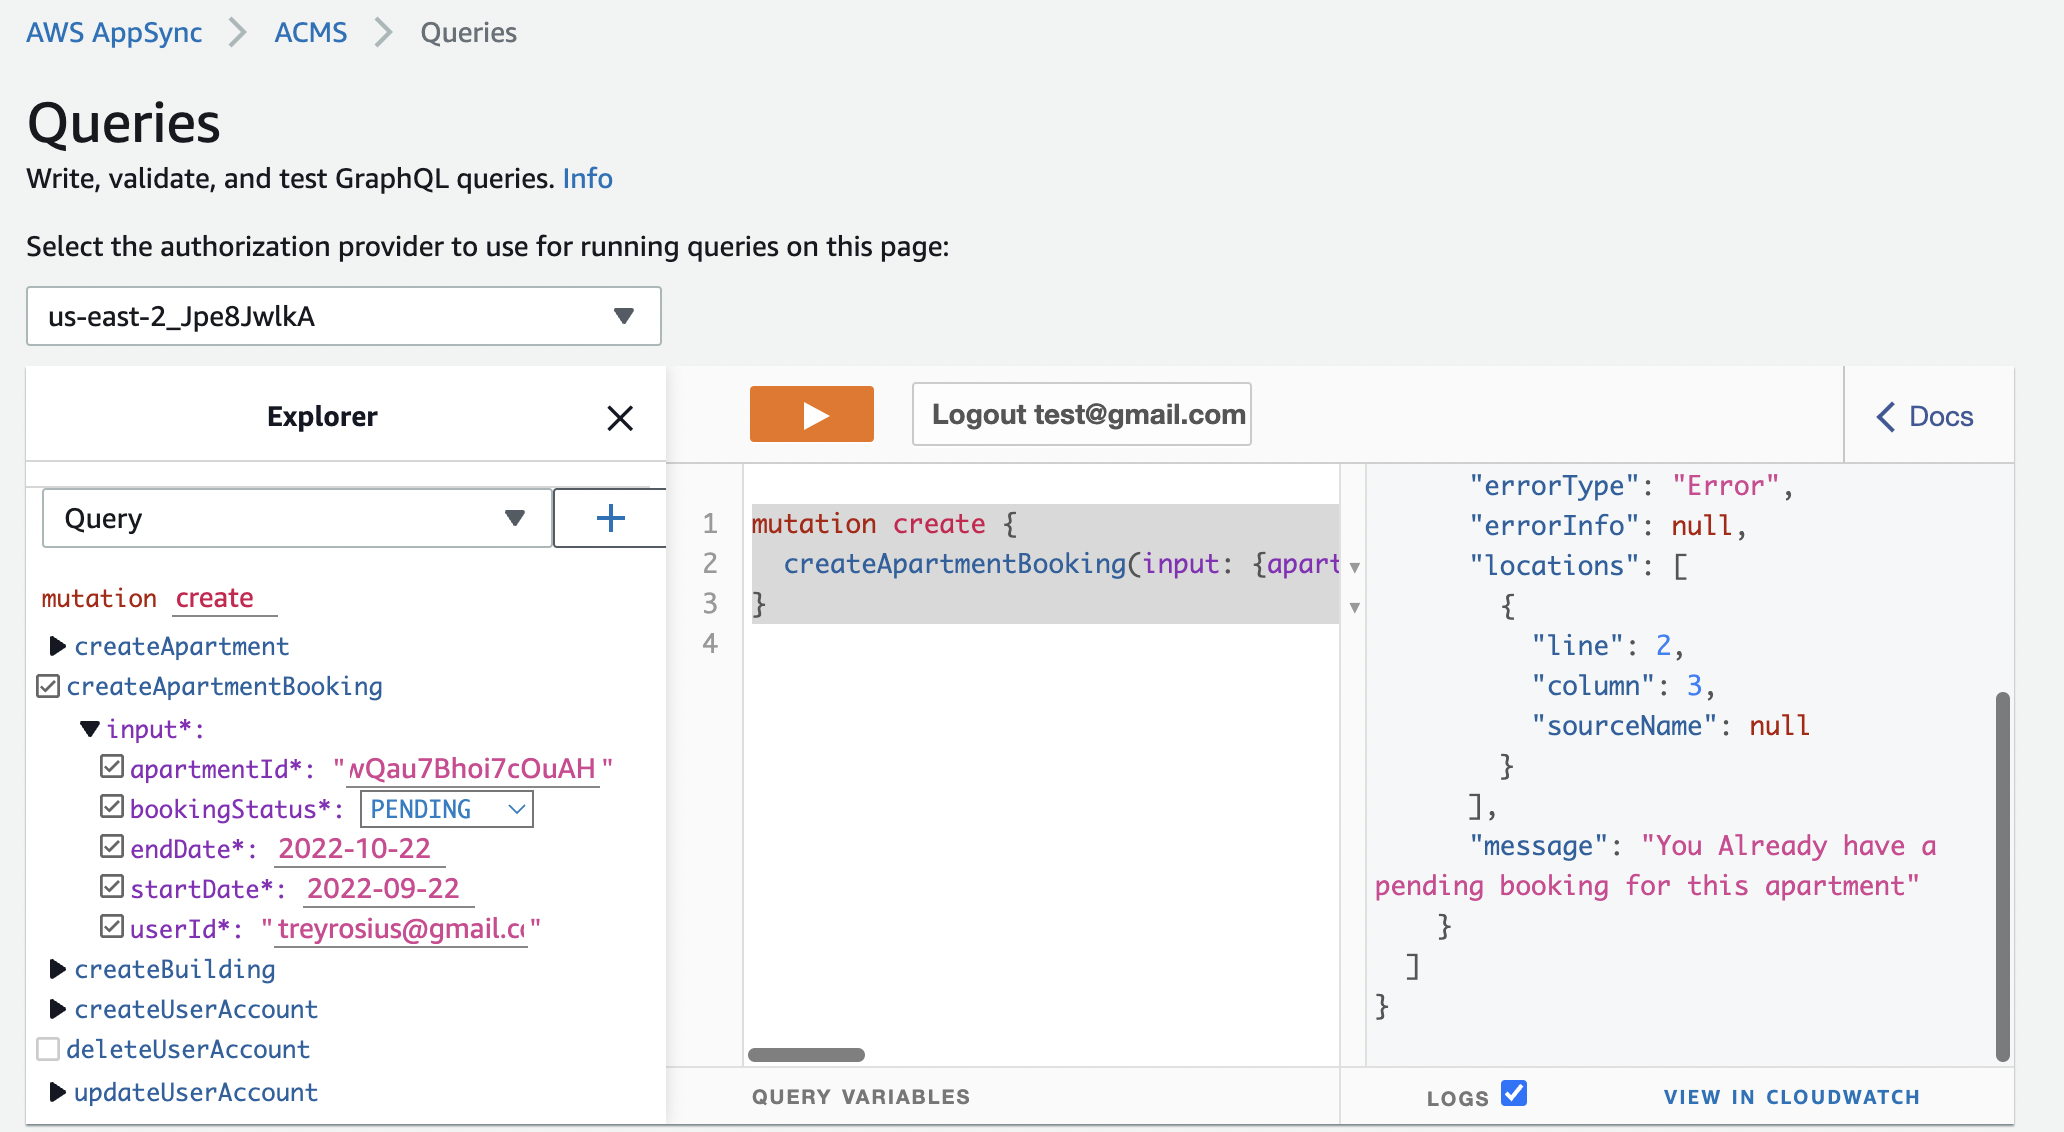 AWS AppSync > ACMS > Queries
Queries
Write, validate, and test GraphQL queries. Info
Select the authorization provider to use for running queries on this page:
us-east-2_Jpe8JwlkA
Explorer
Query
mutation create
createApartment
createApartmentBooking
input*:
apartmentId*: "wQau7Bhoi7cOuAH"
bookingStatus*: PENDING
endDate*: 2022-10-22
startDate*: 2022-09-22
userId*: "treyrosius@gmail.co"
createBuilding
createUserAccount
deleteUserAccount
updateUserAccount
Logout test@gmail.com
Docs
1 mutation create {
2 createApartmentBooking(input: {apart
3 }
4
QUERY VARIABLES
"errorType": "Error",
"errorInfo": null,
"locations": [
{
"line": 2,
"column": 3,
"sourceName": null
}
],
"message": "You Already have a
pending booking for this apartment"
}
]
}
LOGS
VIEW IN CLOUDWATCH